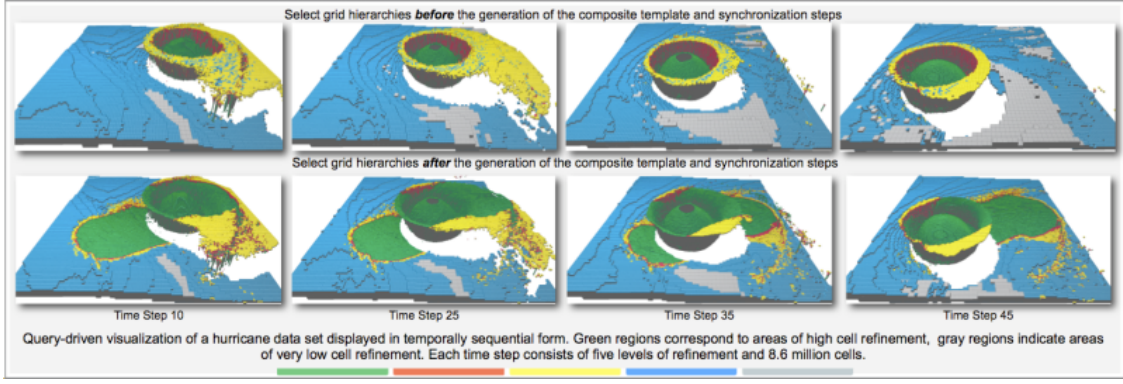 Select grid hierarchies before the generation of the composite template and synchronization steps
Select grid hierarchies after the generation of the composite template and synchronization steps
Time Step 10
Time Step 25
Time Step 35
Time Step 45
Query-driven visualization of a hurricane data set displayed in temporally sequential form. Green regions correspond to areas of high cell refinement, gray regions indicate areas
of very low cell refinement. Each time step consists of five levels of refinement and 8.6 million cells.